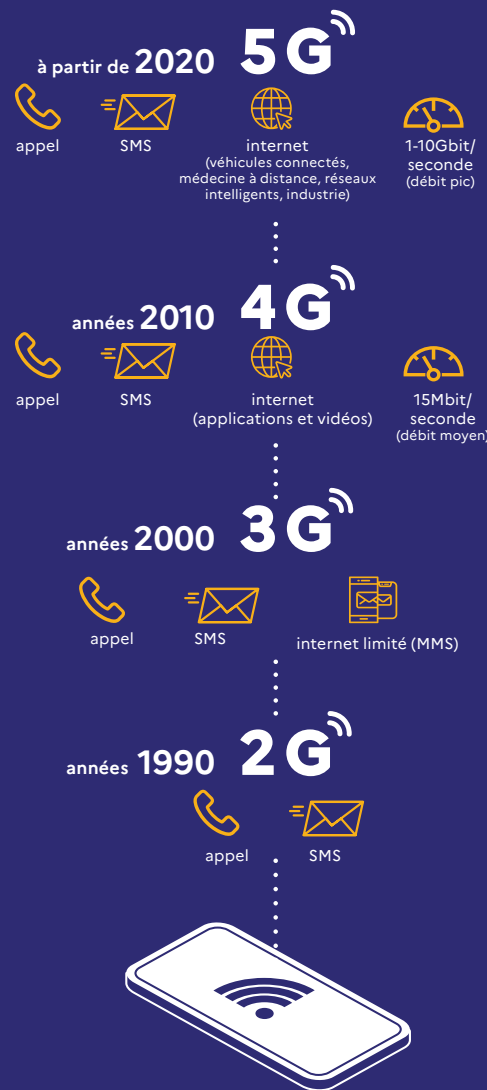 à partir de 2020 5G
appel
SMS
internet
(véhicules connectés,
médecine à distance, réseaux
intelligents, industrie)
1-10Gbit/
seconde
(débit pic)
années 2010 4G
appel
SMS
internet
(applications et vidéos)
15Mbit/
seconde
(débit moyen)
années 2000 3G
appel
SMS
internet limité (MMS)
années 1990 2G
appel
SMS